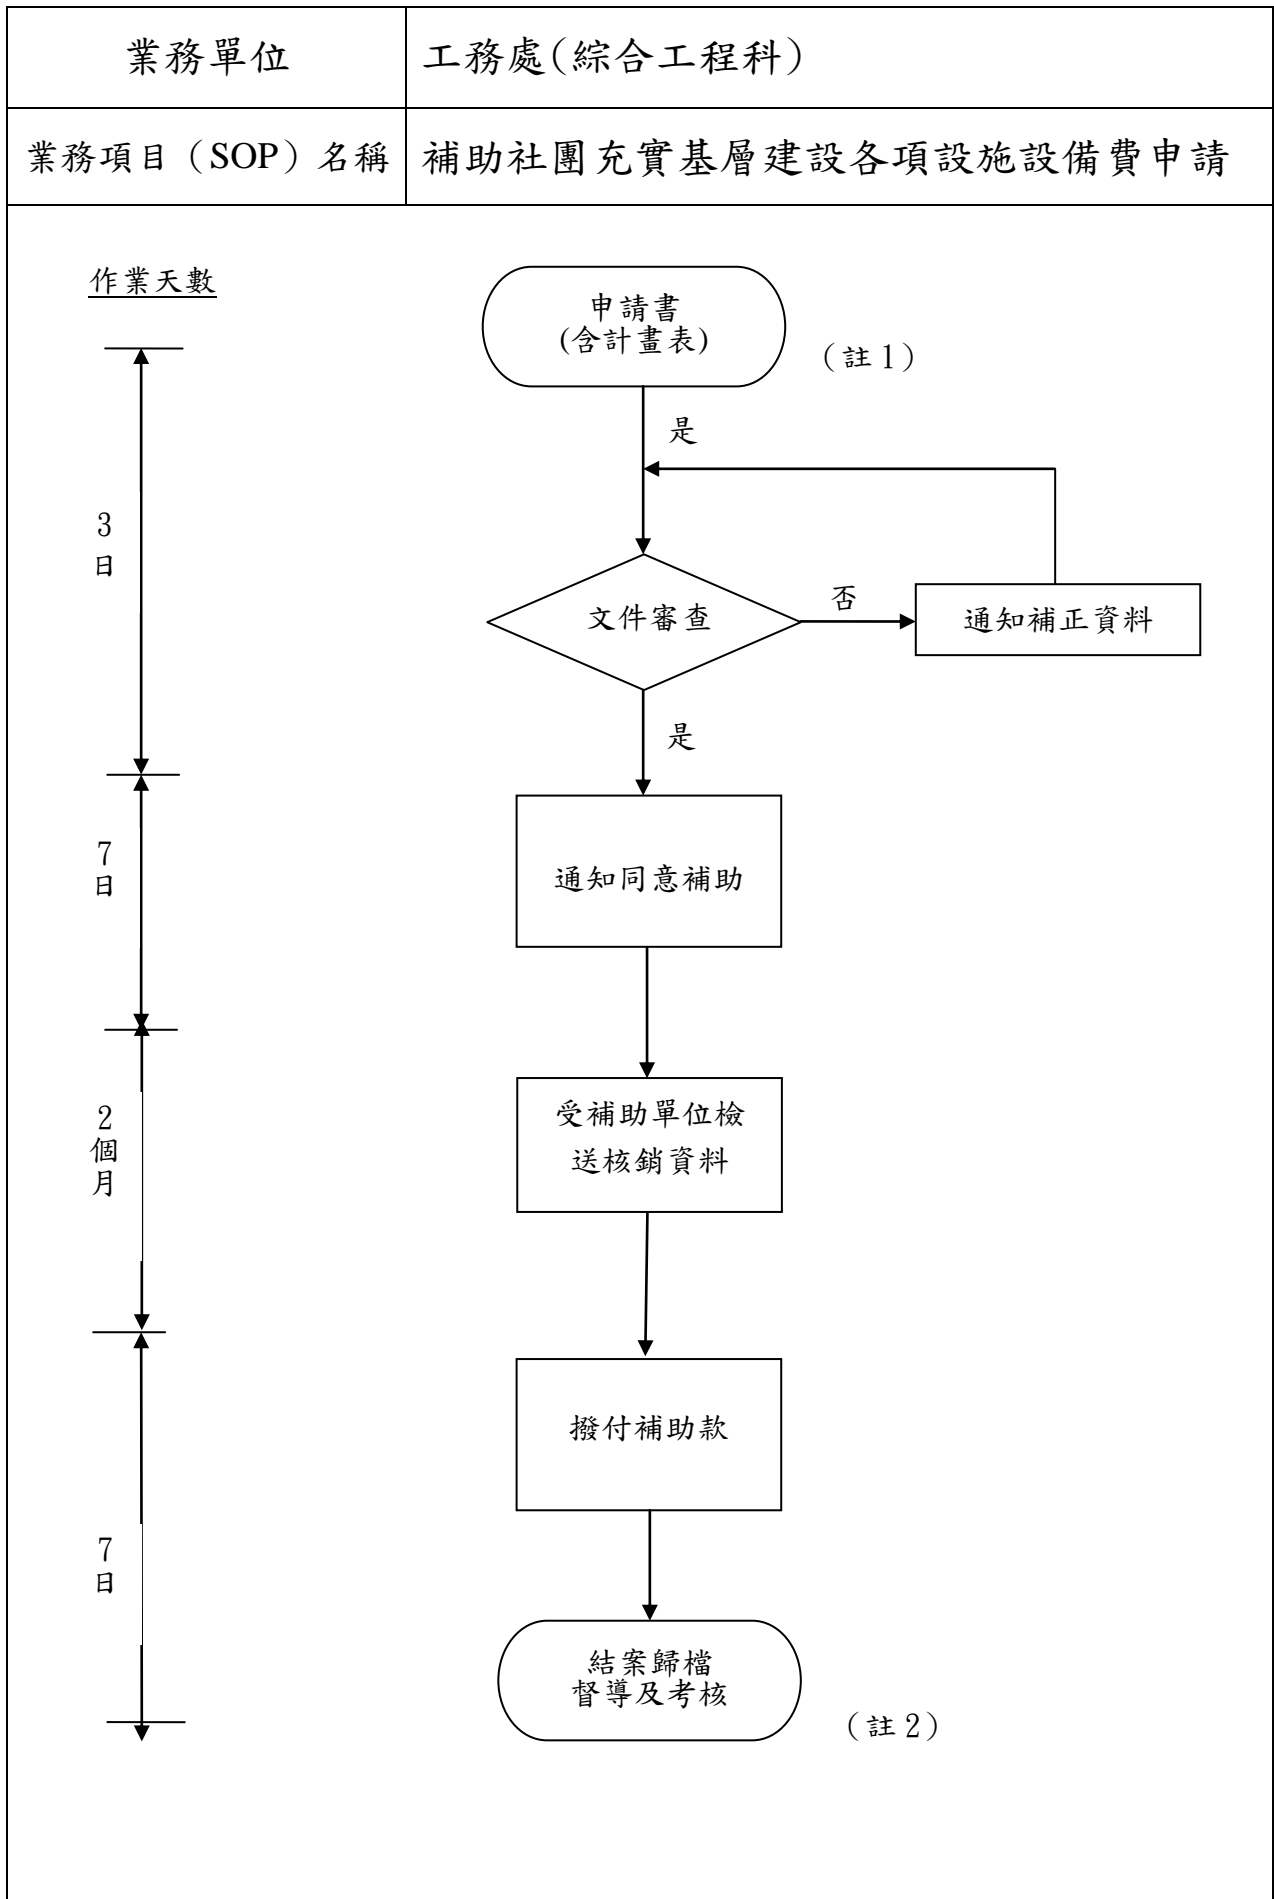 業務單位
工務處(綜合工程科)
業務項目（SOP）名稱
補助社團充實基層建設各項設施設備費申請
作業天數
申請書
(含計畫表)
（註1）
是
3
日
文件審查
否
通知補正資料
是
7
日
通知同意補助
2
個
月
受補助單位檢
送核銷資料
撥付補助款
7
日
結案歸檔
督導及考核
（註2）